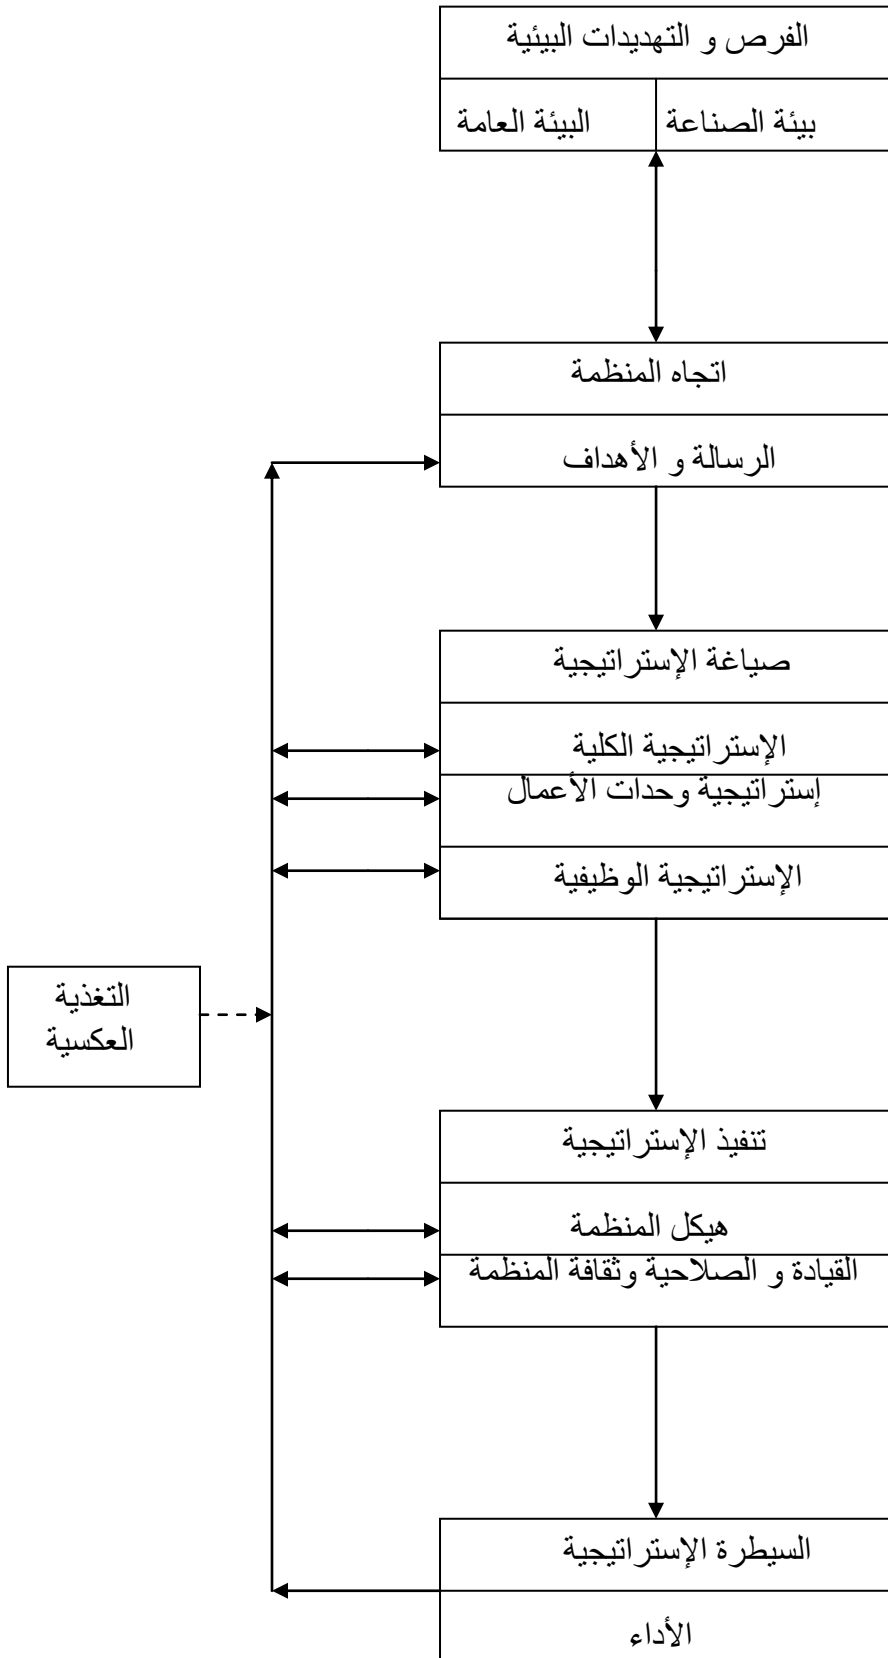 الفرص و التهديدات البيئية
بيئة الصناعة
البيئة العامة
اتجاه المنظمة
الرسالة و الأهداف
صياغة الإستراتيجية
الإستراتيجية الكلية
إستراتيجية وحدات الأعمال
الإستراتيجية الوظيفية
التغذية
العكسية
تنفيذ الإستراتيجية
هيكل المنظمة
القيادة و الصلاحية وثقافة المنظمة
السيطرة الإستراتيجية
الأداء